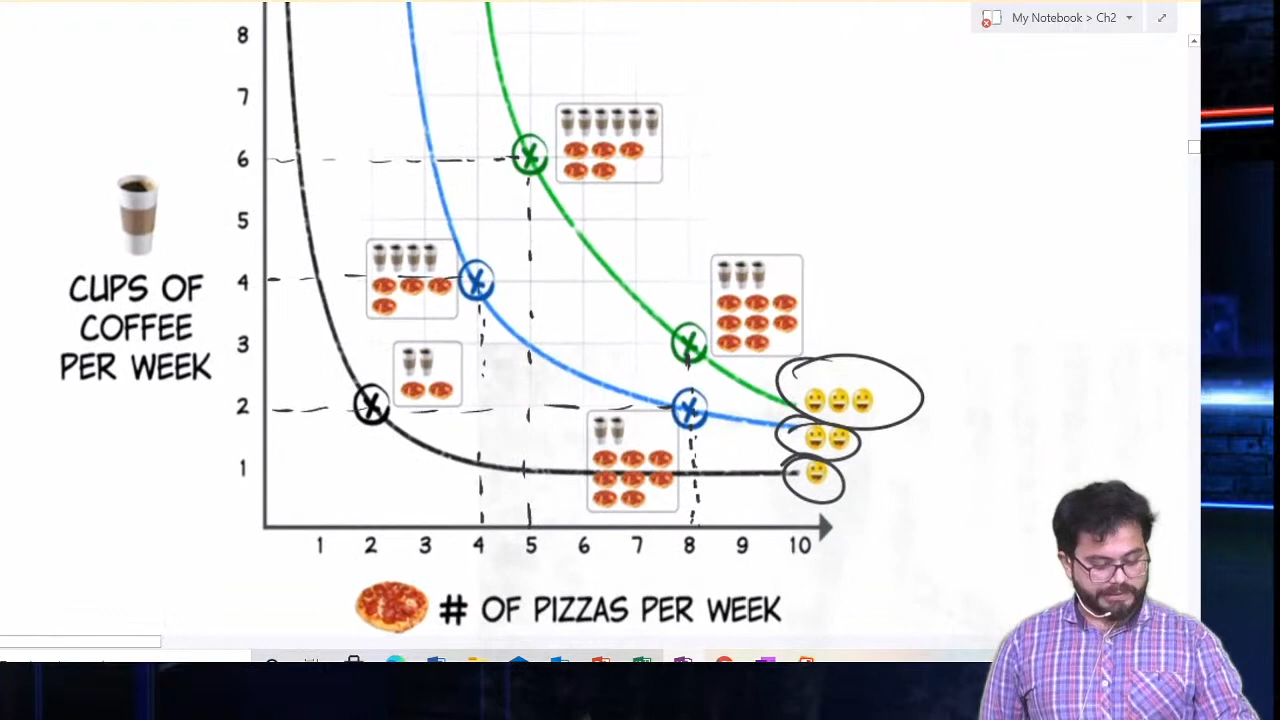 My Notebook > Ch2
8
7
6
5
4
3
2
1
CUPS OF
COFFEE
PER WEEK
1 2 3 4 5 6 7 8 9 10
# OF PIZZAS PER WEEK